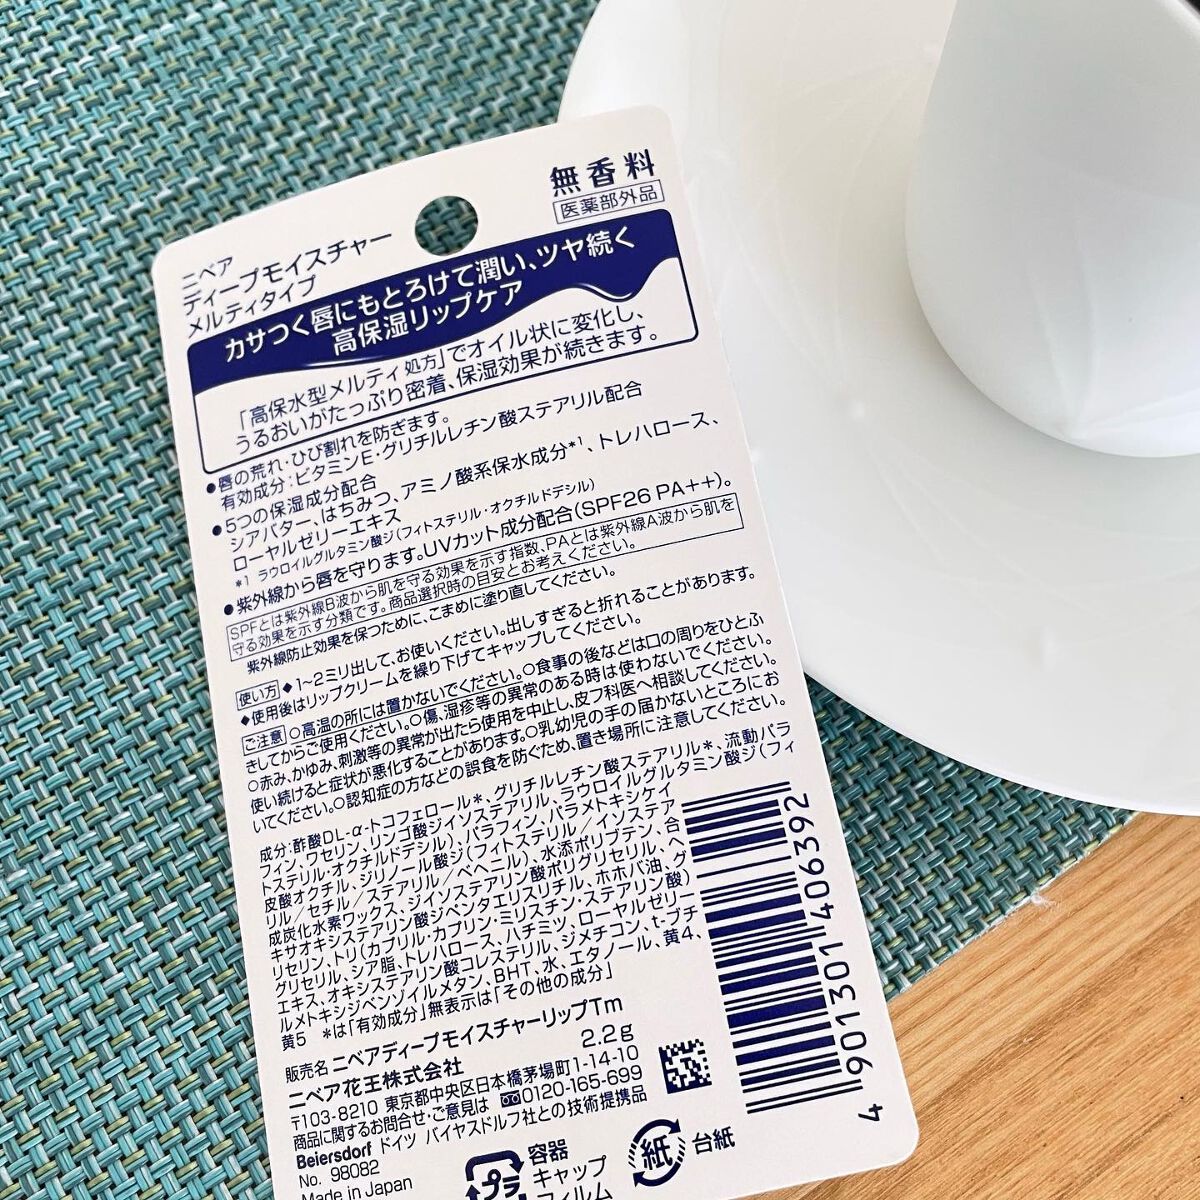 無香料
医薬部外品
ニベア
ディープモイスチャー
メルティタイプ
カサつく唇にもとろけて潤い、ツヤ続く
高保湿リップケア
「高保水型メルティ処方」でオイル状に変化し、
うるおいがたっぷり密着、保湿効果が続きます。
●唇の荒れ・ひび割れを防ぎます。
有効成分:ビタミンE・グリチルレチン酸ステアリル配合
●5つの保湿成分配合
シアバター、はちみつ、アミノ酸系保水成分*1、トレハロース、
ローヤルゼリーエキス
*1 ラウロイルグルタミン酸ジ(フィトステリル・オクチルドデシル)
●紫外線から唇を守ります。UVカット成分配合(SPF26 PA++)。
SPFとは紫外線B波から肌を守る効果を示す指数、PAとは紫外線A波から肌を
守る効果を示す分類です。商品選択時の目安とお考えください。
紫外線防止効果を保つために、こまめに塗り直してください。
使い方 ◆1~2ミリ出して、お使いください。出しすぎると折れることがあります。
◆使用後はリップクリームを繰り下げてキャップしてください。
ご注意 ○高温の所には置かないでください。○食事の後などは口の周りをひとふ
きしてからご使用ください。○傷、湿疹等の異常のある時は使わないでください。
○赤み、かゆみ、刺激等の異常が出たら使用を中止し、皮フ科医へ相談してください。
使い続けると症状が悪化することがあります。○乳幼児の手の届かないところにお
いてください。○認知症の方などの誤食を防ぐため、置き場所に注意してください。
成分:酢酸DL-α-トコフェロール*、グリチルレチン酸ステアリル*、流動パラ
フィン、ワセリン、リンゴ酸ジイソステアリル、ラウロイルグルタミン酸ジ(フィ
トステリル・オクチルドデシル)、パラフィン、パラメトキシケイ
皮酸オクチル、ジリノール酸ジ(フィトステリル/イソステア
リル/セチル/ステアリル/ベヘニル)、水添ポリブテン、合
成炭化水素ワックス、ジイソステアリン酸ポリグリセリル、ヘ
キサオキシステアリン酸ジペンタエリスリチル、ホホバ油、グ
リセリン、トリ(カプリル・カプリン・ミリスチン・ステアリン酸)
グリセリル、シア脂、トレハロース、ハチミツ、ローヤルゼリー
エキス、オキシステアリン酸コレステリル、ジメチコン、t-ブチ
ルメトキシジベンゾイルメタン、BHT、水、エタノール、黄4、
黄5 *は「有効成分」無表示は「その他の成分」
販売名 ニベアディープモイスチャーリップTm
2.2g
ニベア花王株式会社
〒103-8210 東京都中央区日本橋茅場町1-14-10
商品に関するお問合せ・ご意見は 0120-165-699
Beiersdorf ドイツ バイヤスドルフ社との技術提携品
No. 98082
Made in Japan
プラ
容器
キャップ
フィルム
紙
台紙
4 901301 406392